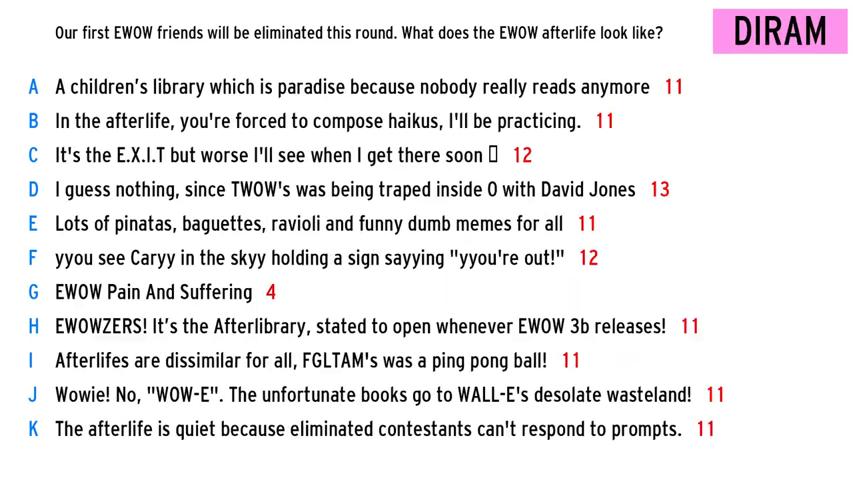 Our first EWOW friends will be eliminated this round. What does the EWOW afterlife look like?
DIRAM
A A children's library which is paradise because nobody really reads anymore 11
B In the afterlife, you're forced to compose haikus, I'll be practicing. 11
C It's the E.X.I.T but worse I'll see when I get there soon ▯ 12
D I guess nothing, since TWOW's was being traped inside O with David Jones 13
E Lots of pinatas, baguettes, ravioli and funny dumb memes for all 11
F yyou see Caryy in the skyy holding a sign sayying "yyou're out!" 12
G EWOW Pain And Suffering 4
H EWOWZERS! It's the Afterlibrary, stated to open whenever EWOW 3b releases! 11
I Afterlifes are dissimilar for all, FGLTAM's was a ping pong ball! 11
J Wowie! No, "WOW-E". The unfortunate books go to WALL-E's desolate wasteland! 11
K The afterlife is quiet because eliminated contestants can't respond to prompts. 11